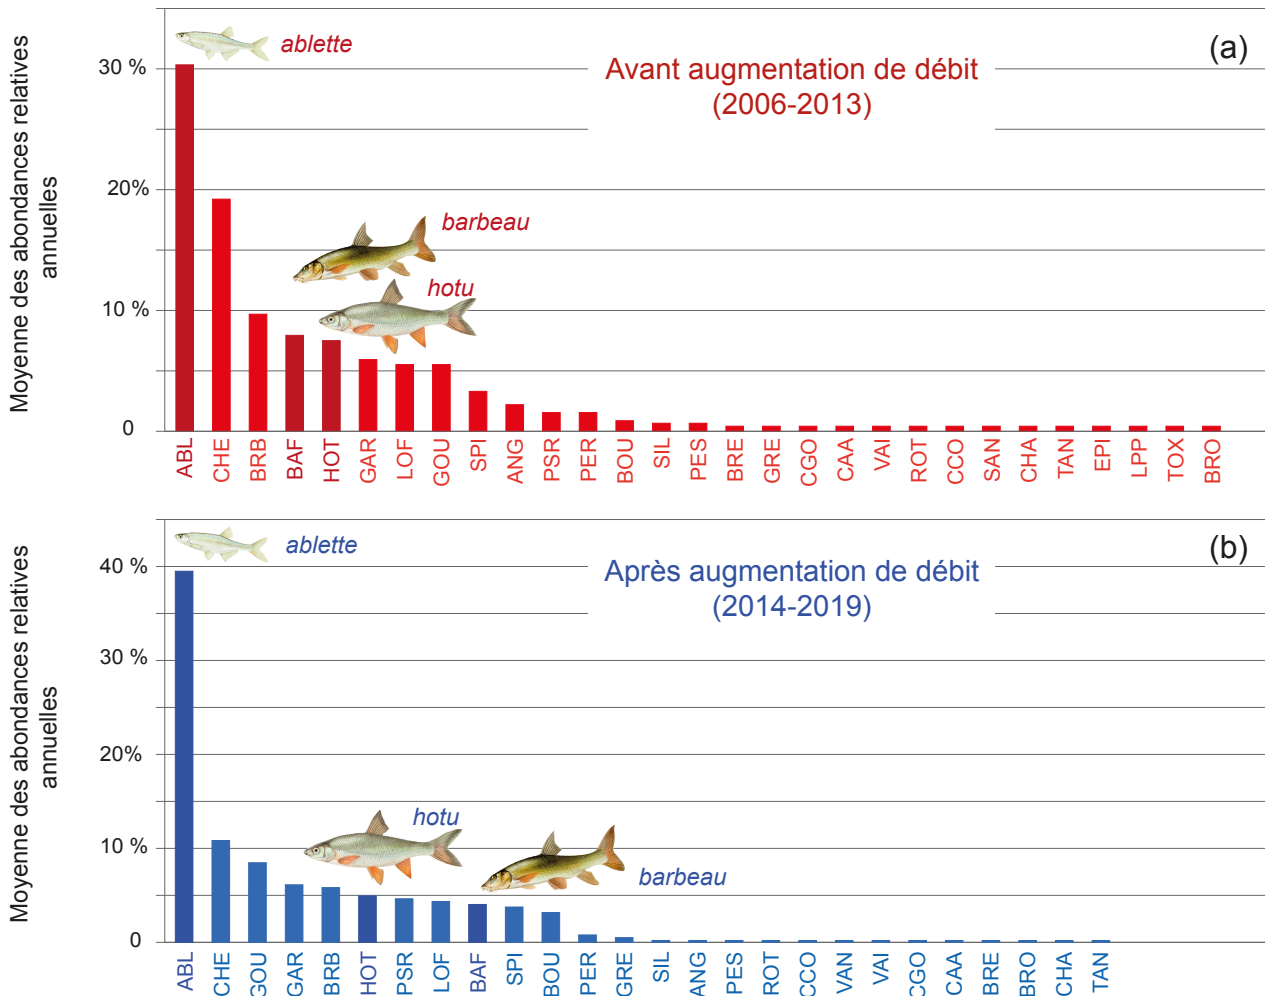 Moyenne des abondances relatives
annuelles
(a)
Avant augmentation de débit
(2006-2013)
30 %
20%
10 %
0
ablette
barbeau
hotu
ABL
CHE
BRB
BAF
HOT
GAR
LOF
GOU
SPI
ANG
PSR
PER
BOU
SIL
PES
BRE
GRE
CGO
CAA
VAI
ROT
CCO
SAN
CHA
TAN
EPI
LPP
TOX
BRO
Moyenne des abondances relatives
annuelles
(b)
Après augmentation de débit
(2014-2019)
40 %
30 %
20%
10 %
0
ablette
hotu
barbeau
ABL
CHE
GOU
GAR
BRB
HOT
PSR
LOF
BAF
SPI
BOU
PER
GRE
SIL
ANG
PES
ROT
CCO
VAN
VAI
CGO
CAA
BRE
BRO
CHA
TAN